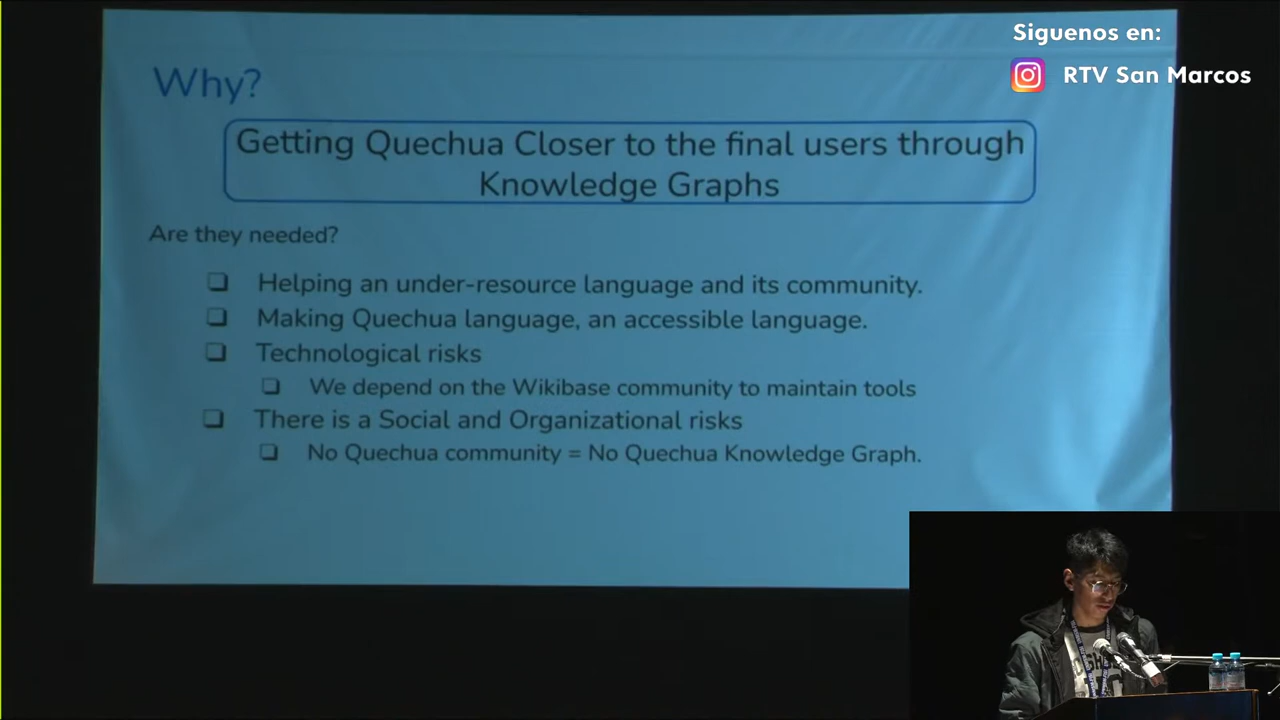 Siguenos en:
RTV San Marcos
Why?
Getting Quechua Closer to the final users through
Knowledge Graphs
Are they needed?
Helping an under-resource language and its community.
Making Quechua language, an accessible language.
Technological risks
We depend on the Wikibase community to maintain tools
There is a Social and Organizational risks
No Quechua community = No Quechua Knowledge Graph.